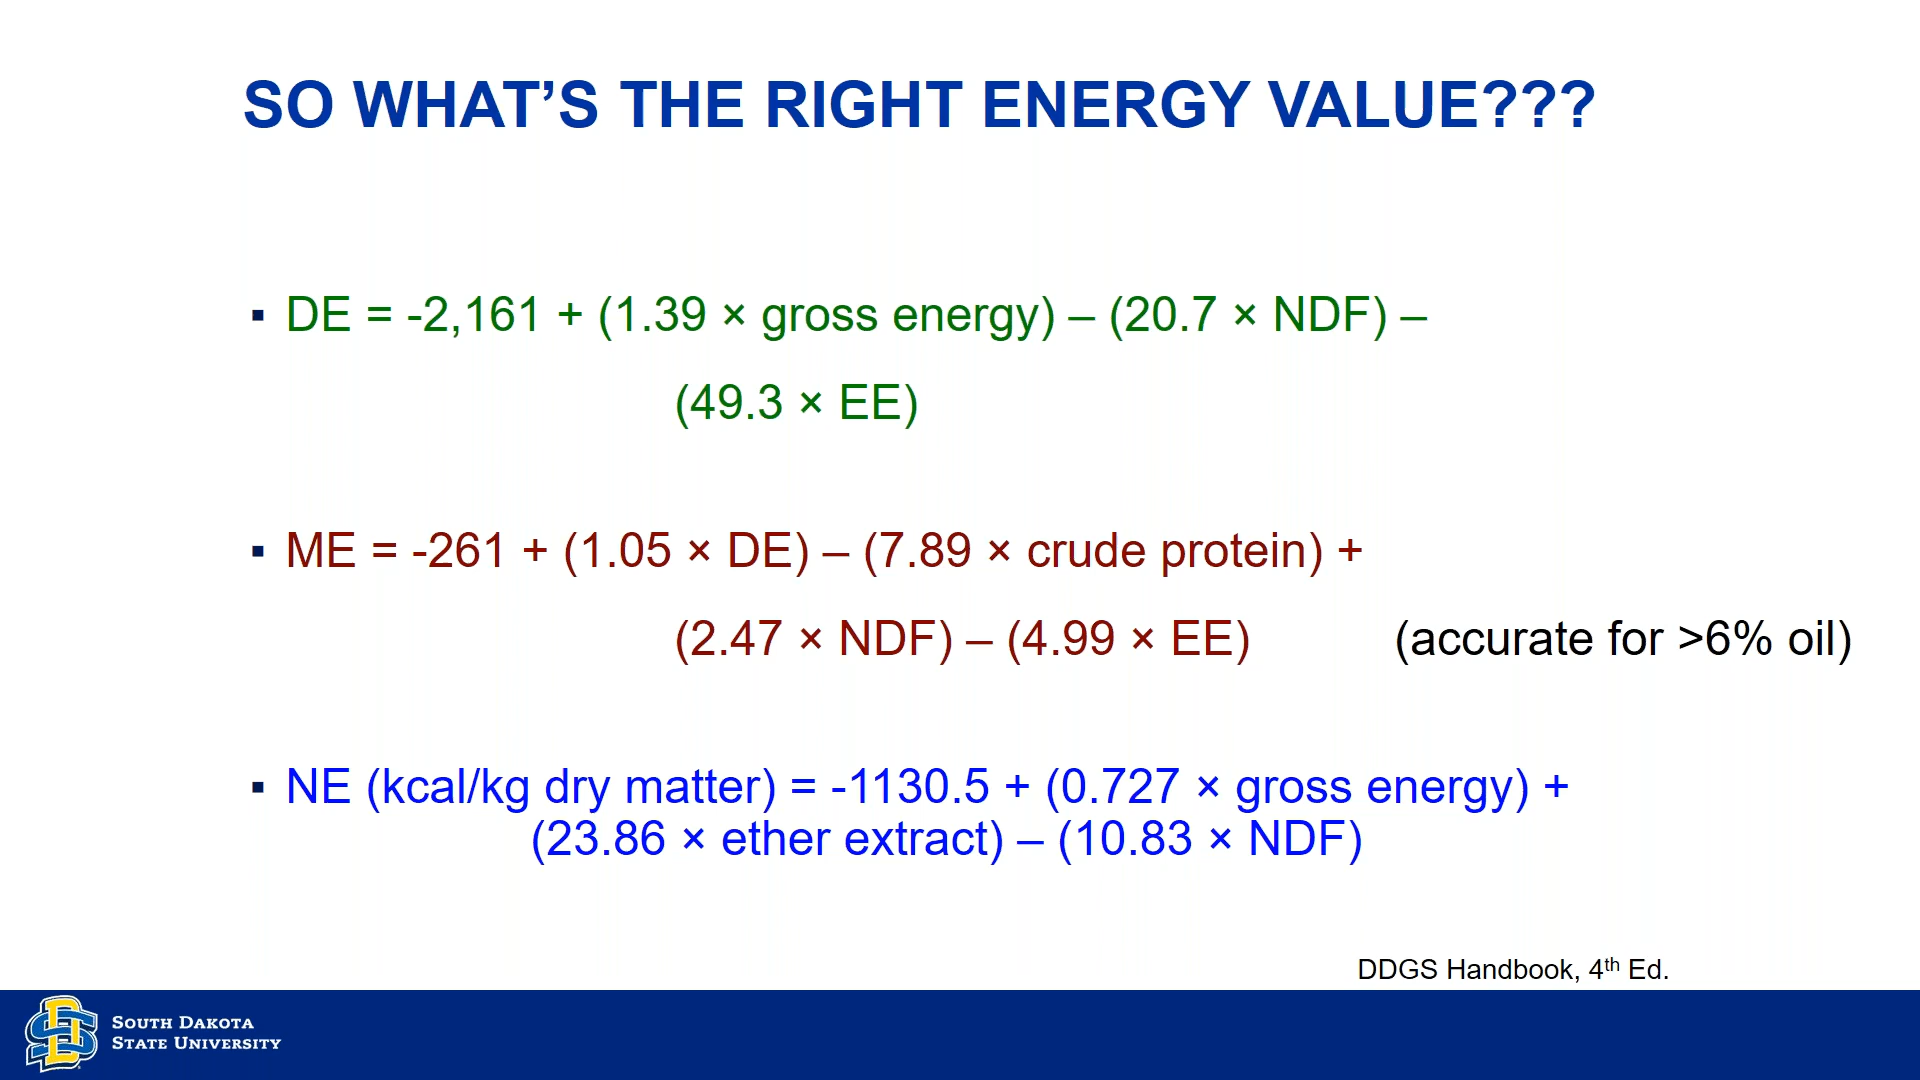 SO WHAT’S THE RIGHT ENERGY VALUE???
▪ DE = -2,161 + (1.39 × gross energy) – (20.7 × NDF) –
(49.3 × EE)
▪ ME = -261 + (1.05 × DE) – (7.89 × crude protein) +
(2.47 × NDF) – (4.99 × EE) (accurate for >6% oil)
▪ NE (kcal/kg dry matter) = -1130.5 + (0.727 × gross energy) +
(23.86 × ether extract) – (10.83 × NDF)
DDGS Handbook, 4th Ed.
SOUTH DAKOTA
STATE UNIVERSITY